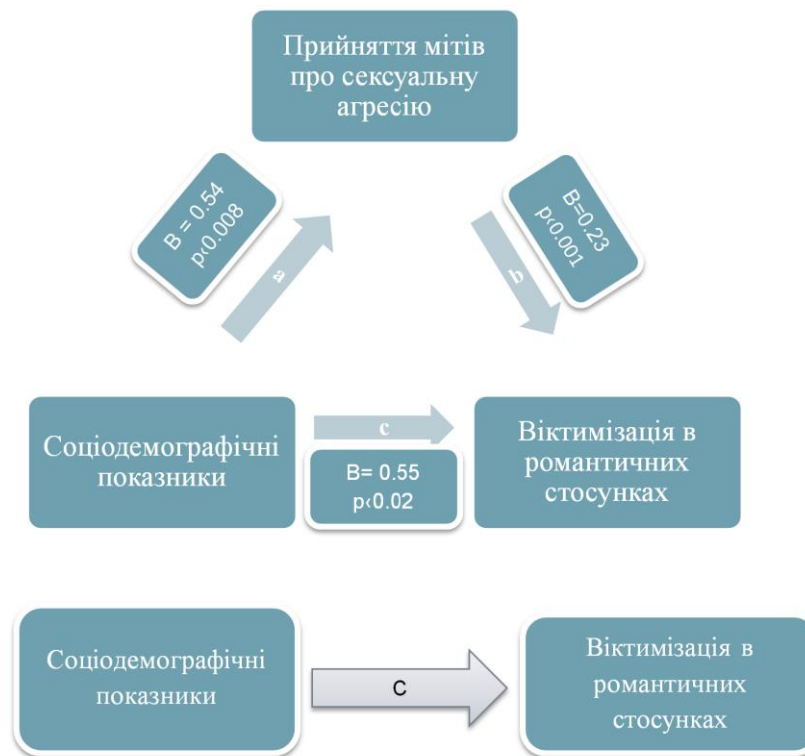 Прийняття мітів
про сексуальну
агресію
B = 0.54
p‹0.008
a
B=0.23
p‹0.001
b
Соціодемографічні
показники
c
B= 0.55
p‹0.02
Віктимізація в
романтичних
стосунках
Соціодемографічні
показники
C
Віктимізація в
романтичних
стосунках